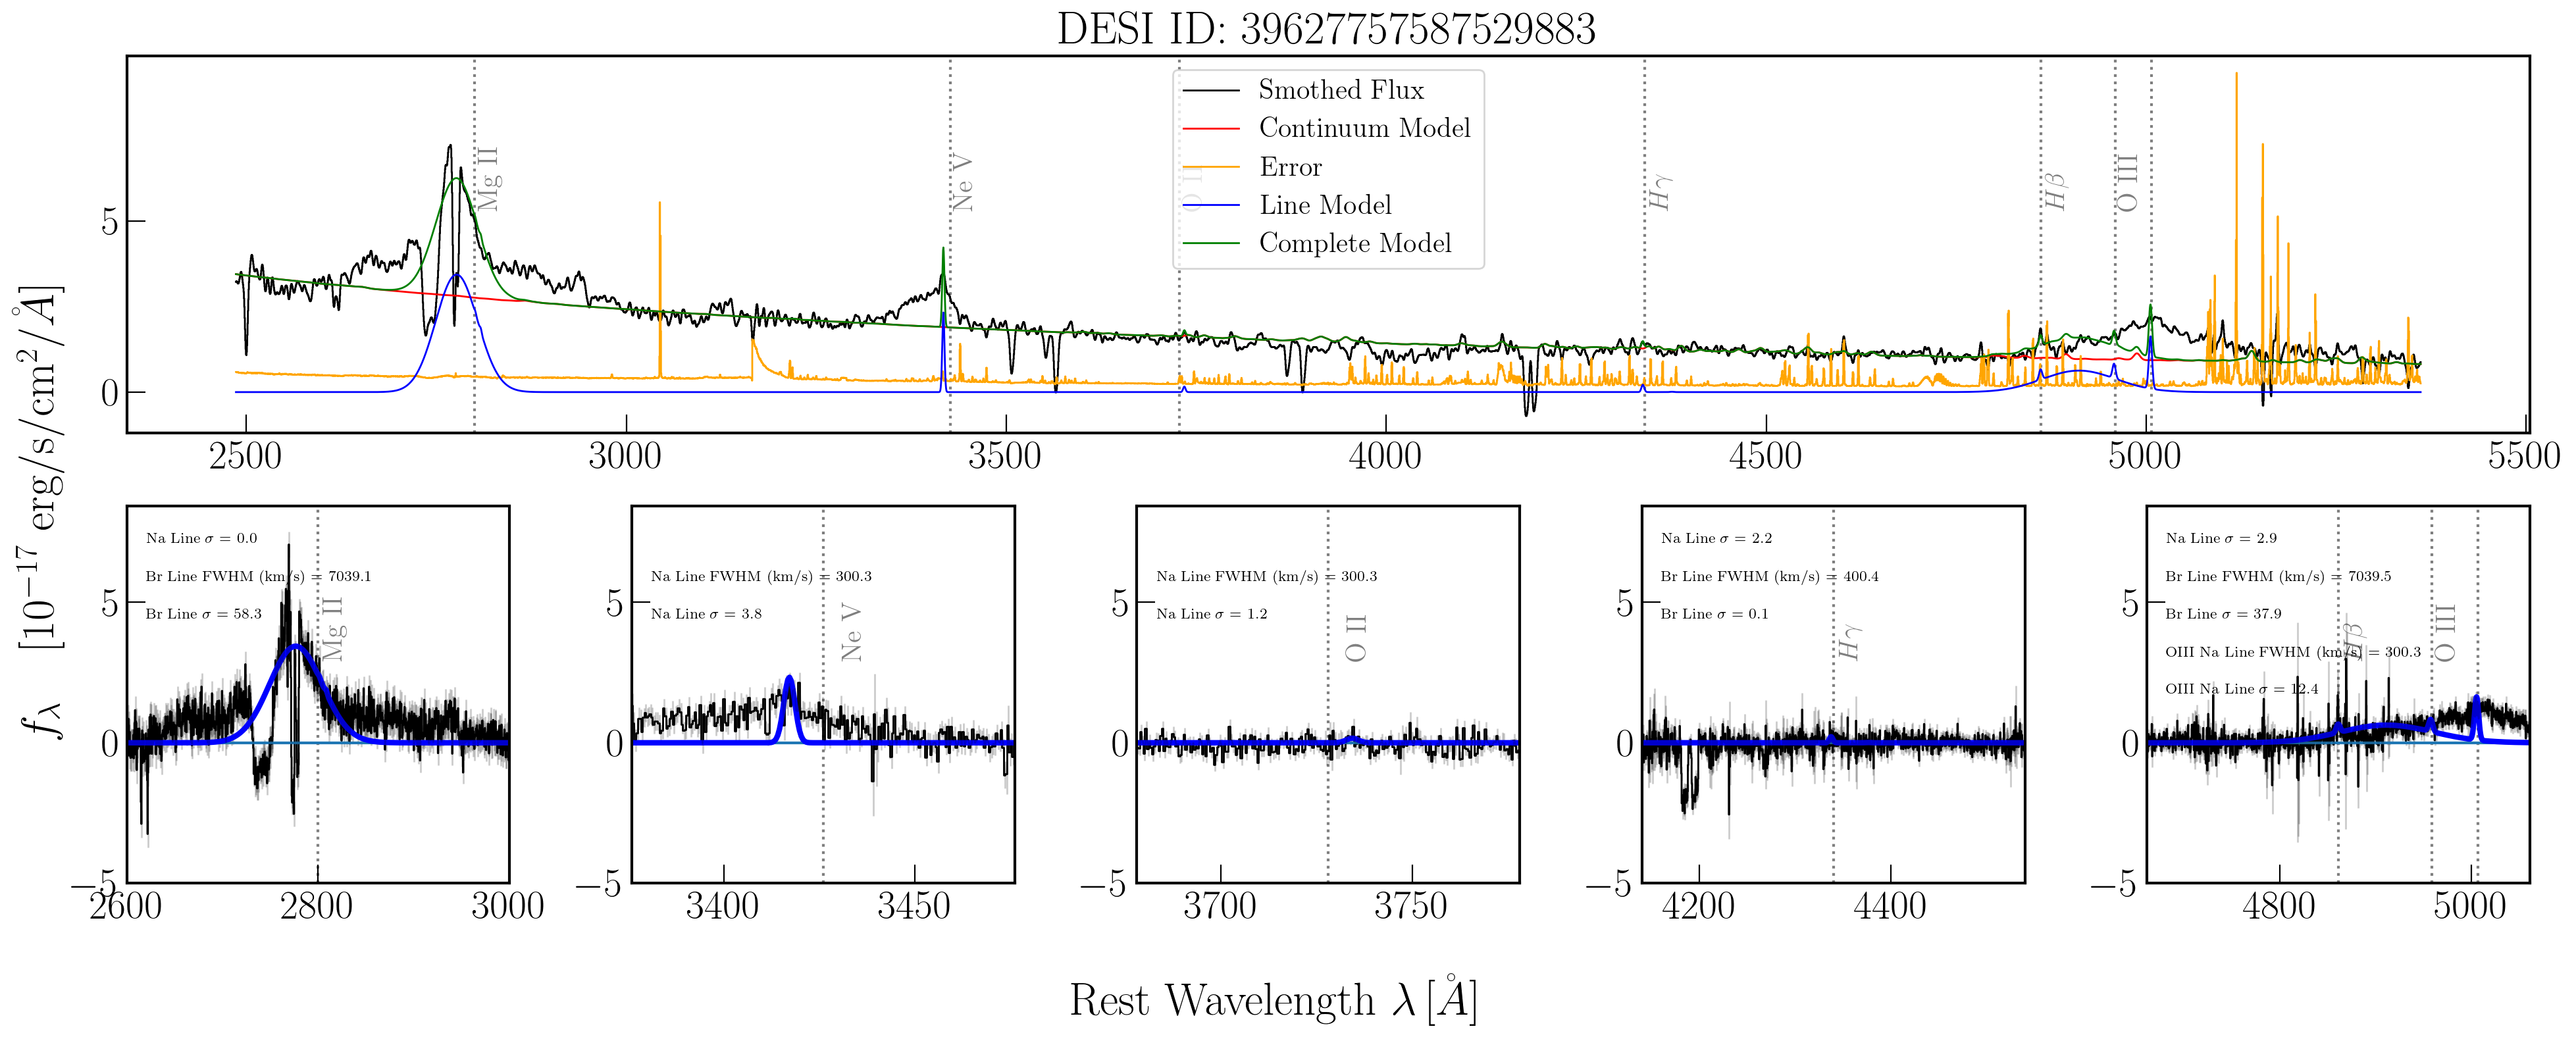 DESI ID: 39627757587529883
Smothed Flux
Continuum Model
Error
Line Model
Complete Model
Mg II
Ne V
O II
Hγ
Hβ
O III
5
0
2500
3000
3500
4000
4500
5000
5500
f_λ [10^{-17} erg/s/cm^2/Å]
Na Line σ = 0.0
Br Line FWHM (km/s) = 7039.1
Br Line σ = 58.3
Mg II
5
0
−5
2600
2800
3000
Na Line FWHM (km/s) = 300.3
Na Line σ = 3.8
Ne V
5
0
−5
3400
3450
Na Line FWHM (km/s) = 300.3
Na Line σ = 1.2
O II
5
0
−5
3700
3750
Na Line σ = 2.2
Br Line FWHM (km/s) = 400.4
Br Line σ = 0.1
Hγ
5
0
−5
4200
4400
Na Line σ = 2.9
Br Line FWHM (km/s) = 7039.5
Br Line σ = 37.9
OIII Na Line FWHM (km/s) = 300.3
OIII Na Line σ = 12.4
Hβ
O III
5
0
−5
4800
5000
Rest Wavelength λ [Å]